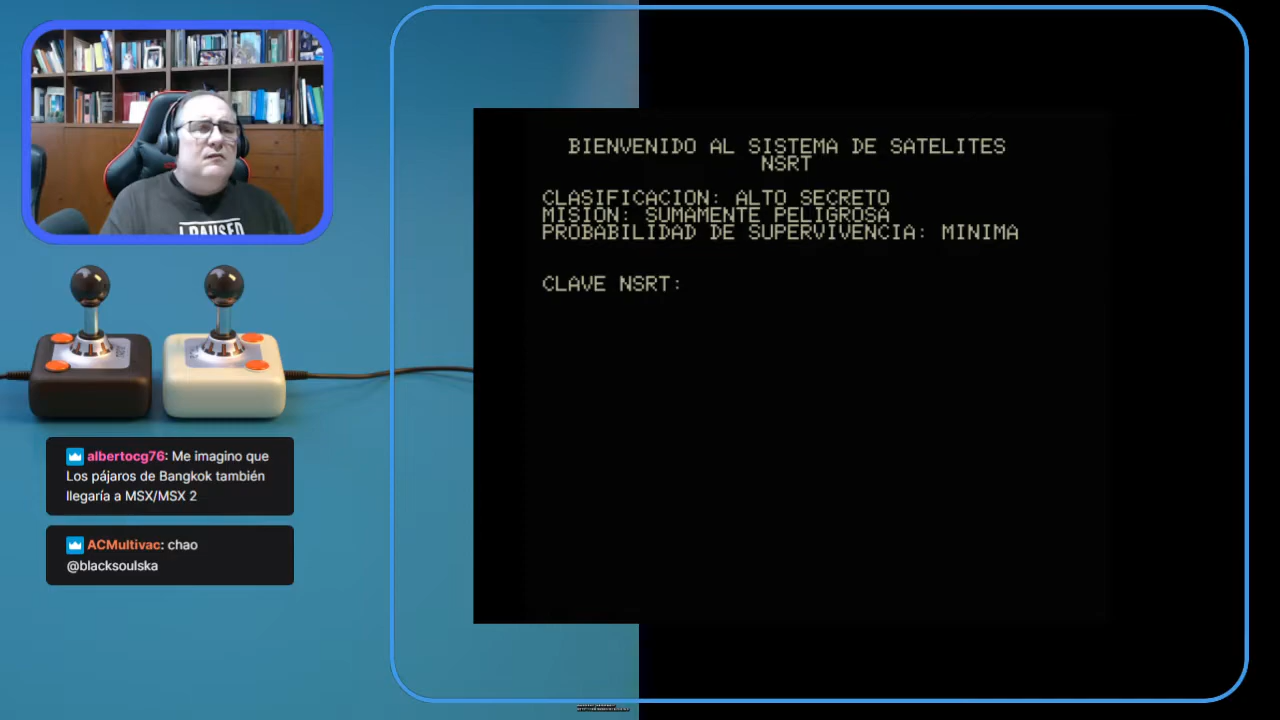 BIENVENIDO AL SISTEMA DE SATELITES
NSRT
CLASIFICACION: ALTO SECRETO
MISION: SUMAMENTE PELIGROSA
PROBABILIDAD DE SUPERVIVENCIA: MINIMA
CLAVE NSRT:
I PAUSED
albertocg76: Me imagino que
Los pájaros de Bangkok también
llegaría a MSX/MSX 2
ACMultivac: chao
@blacksoulska